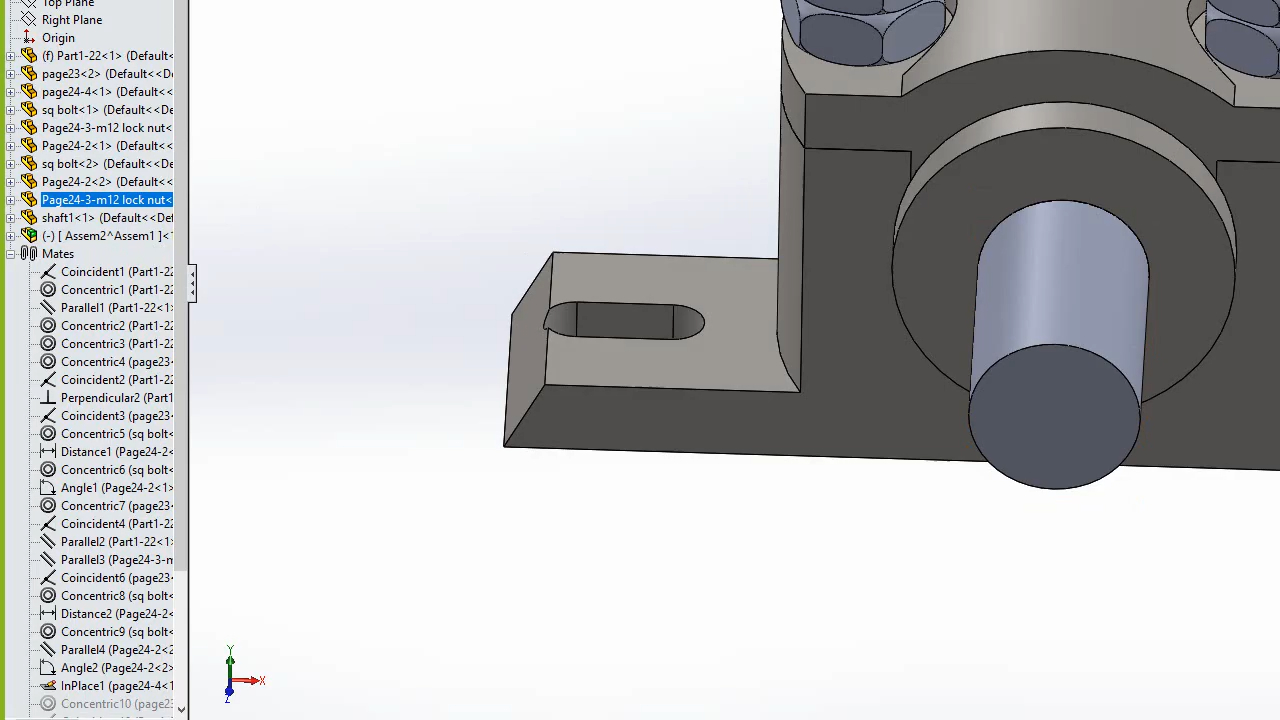 Top Plane
Right Plane
Origin
(f) Part1-22<1> (Default<
page23<2> (Default<<De
page24-4<1> (Default<<
sq bolt<1> (Default<<D
Page24-3-m12 lock nut<
Page24-2<1> (Default<<
sq bolt<2> (Default<<D
Page24-2<2> (Default<<
Page24-3-m12 lock nut<
shaft1<1> (Default<<Def
(-) [ Assem2^Assem1 ]<1
Mates
Coincident1 (Part1-22
Concentric1 (Part1-22
Parallel1 (Part1-22<1>
Concentric2 (Part1-22
Concentric3 (Part1-22
Concentric4 (page23
Coincident2 (Part1-22
Perpendicular2 (Part1
Coincident3 (page23
Concentric5 (sq bolt<
Distance1 (Page24-2<
Concentric6 (sq bolt<
Angle1 (Page24-2<1>
Concentric7 (page23
Coincident4 (Part1-22
Parallel2 (Part1-22<1>
Parallel3 (Page24-3-m
Coincident6 (page23
Concentric8 (sq bolt<
Distance2 (Page24-2<
Concentric9 (sq bolt<
Parallel4 (Page24-2<2
Angle2 (Page24-2<2>
InPlace1 (page24-4<1
Concentric10 (page23
Y
X
Z